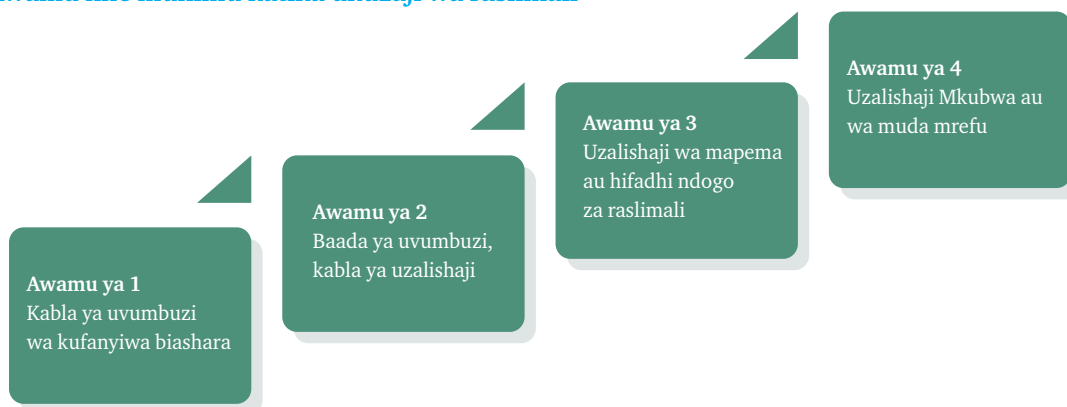 Awamu ya 1
Kabla ya uvumbuzi
wa kufanyiwa biashara
Awamu ya 2
Baada ya uvumbuzi,
kabla ya uzalishaji
Awamu ya 3
Uzalishaji wa mapema
au hifadhi ndogo
za raslimali
Awamu ya 4
Uzalishaji Mkubwa au
wa muda mrefu